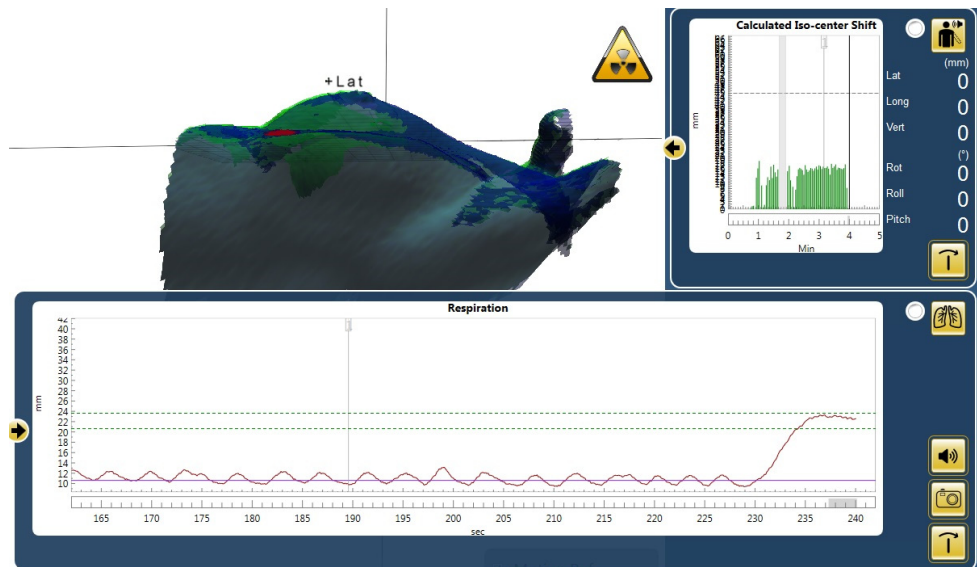 +Lat
Calculated Iso-center Shift
mm
0 1 2 3 4 5
Min
(mm)
Lat 0
Long 0
Vert 0
(°)
Rot 0
Roll 0
Pitch 0
Respiration
42
40
38
36
34
32
30
28
26
24
22
20
18
16
14
12
10
mm
165 170 175 180 185 190 195 200 205 210 215 220 225 230 235 240
sec